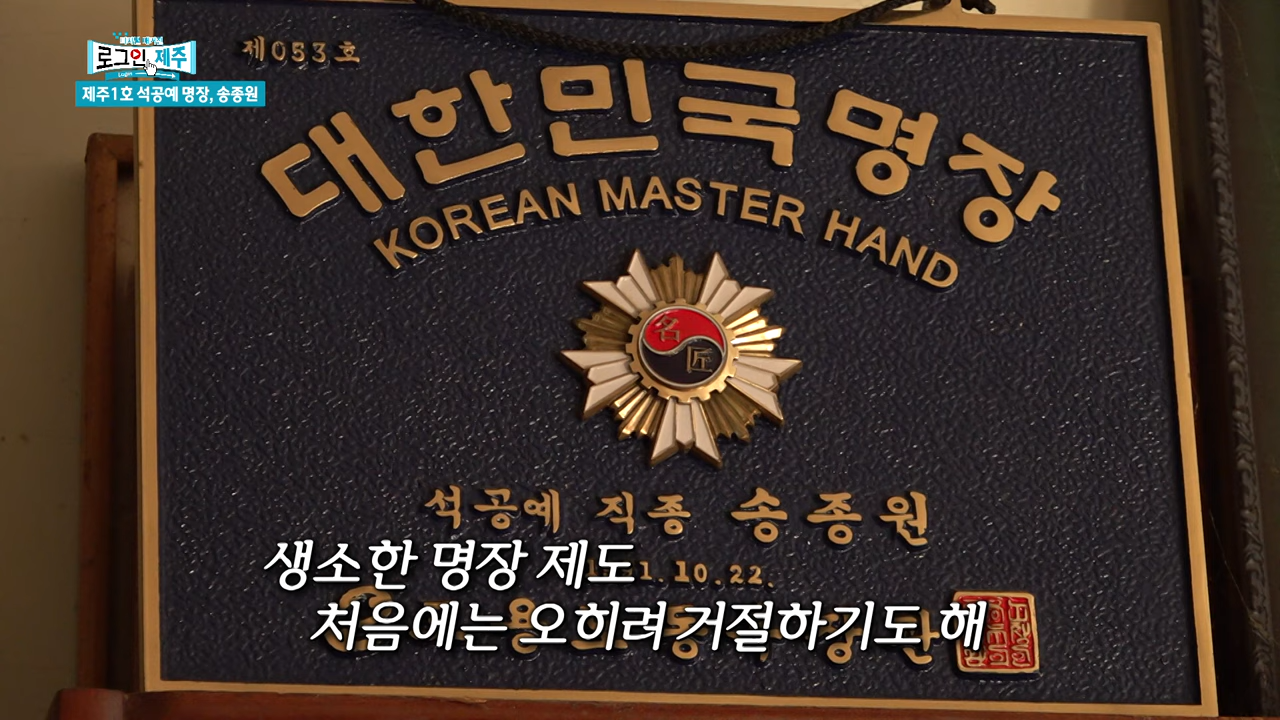 로그인 제주
제주1호 석공예 명장, 송종원
제053호
대한민국명장
KOREAN MASTER HAND
名
匠
석공예 직종 송종원
1.10.22.
생소한 명장 제도
처음에는 오히려 거절하기도 해